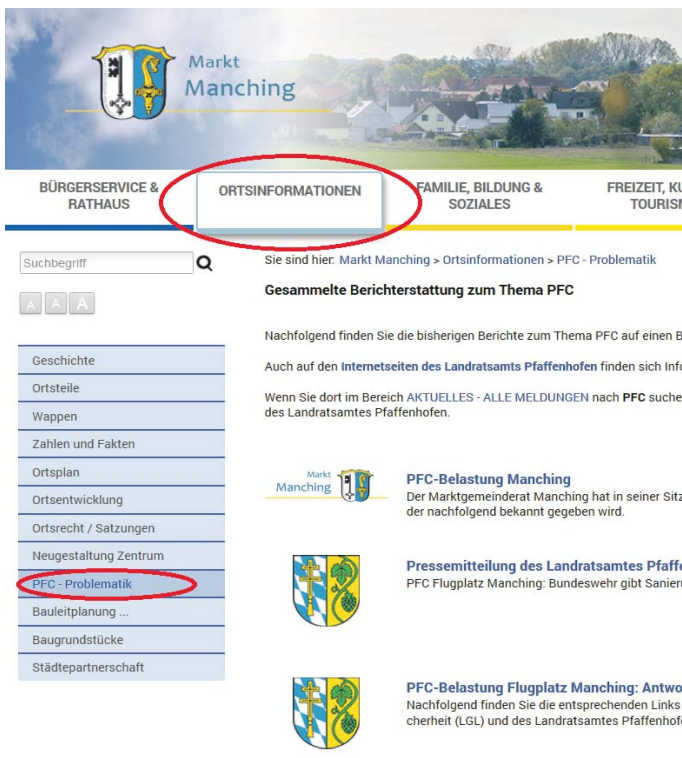 Markt
Manching
BÜRGERSERVICE &
RATHAUS
ORTSINFORMATIONEN
FAMILIE, BILDUNG &
SOZIALES
FREIZEIT, KU
TOURISM
Suchbegriff
A A A
Geschichte
Ortsteile
Wappen
Zahlen und Fakten
Ortsplan
Ortsentwicklung
Ortsrecht / Satzungen
Neugestaltung Zentrum
PFC - Problematik
Bauleitplanung ...
Baugrundstücke
Städtepartnerschaft
Sie sind hier: Markt Manching > Ortsinformationen > PFC - Problematik
Gesammelte Berichterstattung zum Thema PFC
Nachfolgend finden Sie die bisherigen Berichte zum Thema PFC auf einen B
Auch auf den Internetseiten des Landratsamts Pfaffenhofen finden sich Info
Wenn Sie dort im Bereich AKTUELLES - ALLE MELDUNGEN nach PFC suche
des Landratsamtes Pfaffenhofen.
Markt
Manching
PFC-Belastung Manching
Der Marktgemeinderat Manching hat in seiner Sitz
der nachfolgend bekannt gegeben wird.
Pressemitteilung des Landratsamtes Pfaffe
PFC Flugplatz Manching: Bundeswehr gibt Sanieru
PFC-Belastung Flugplatz Manching: Antwo
Nachfolgend finden Sie die entsprechenden Links
cherheit (LGL) und des Landratsamtes Pfaffenhofe